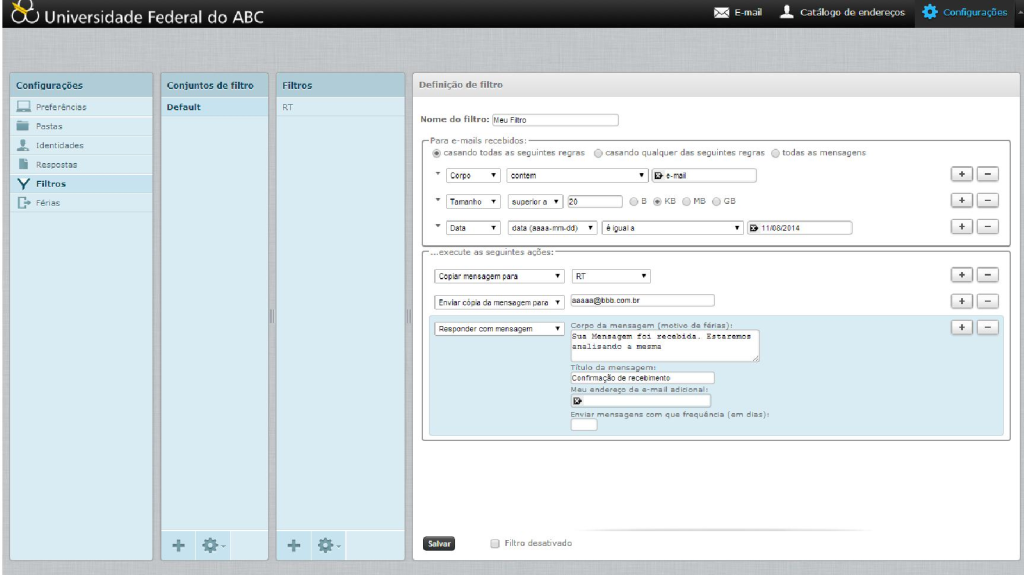 Universidade Federal do ABC
E-mail
Catálogo de endereços
Configurações
Configurações
Preferências
Pastas
Identidades
Respostas
Filtros
Férias
Conjuntos de filtro
Default
Filtros
RT
Definição de filtro
Nome do filtro: Meu Filtro
Para e-mails recebidos:
casando todas as seguintes regras casando qualquer das seguintes regras todas as mensagens
* Corpo contem e-mail + −
* Tamanho superior a 20 B KB MB GB + −
* Data data (aaaa-mm-dd) é igual a 11/08/2014 + −
...execute as seguintes ações:
Copiar mensagem para RT + −
Enviar cópia da mensagem para aaaaa@bbb.com.br + −
Responder com mensagem + −
Corpo da mensagem (motivo de férias):
Sua Mensagem foi recebida. Estaremos
analisando a mesma
Título da mensagem:
Confirmação de recebimento
Meu endereço de e-mail adicional:
Enviar mensagens com que frequência (em dias):
Salvar
Filtro desativado